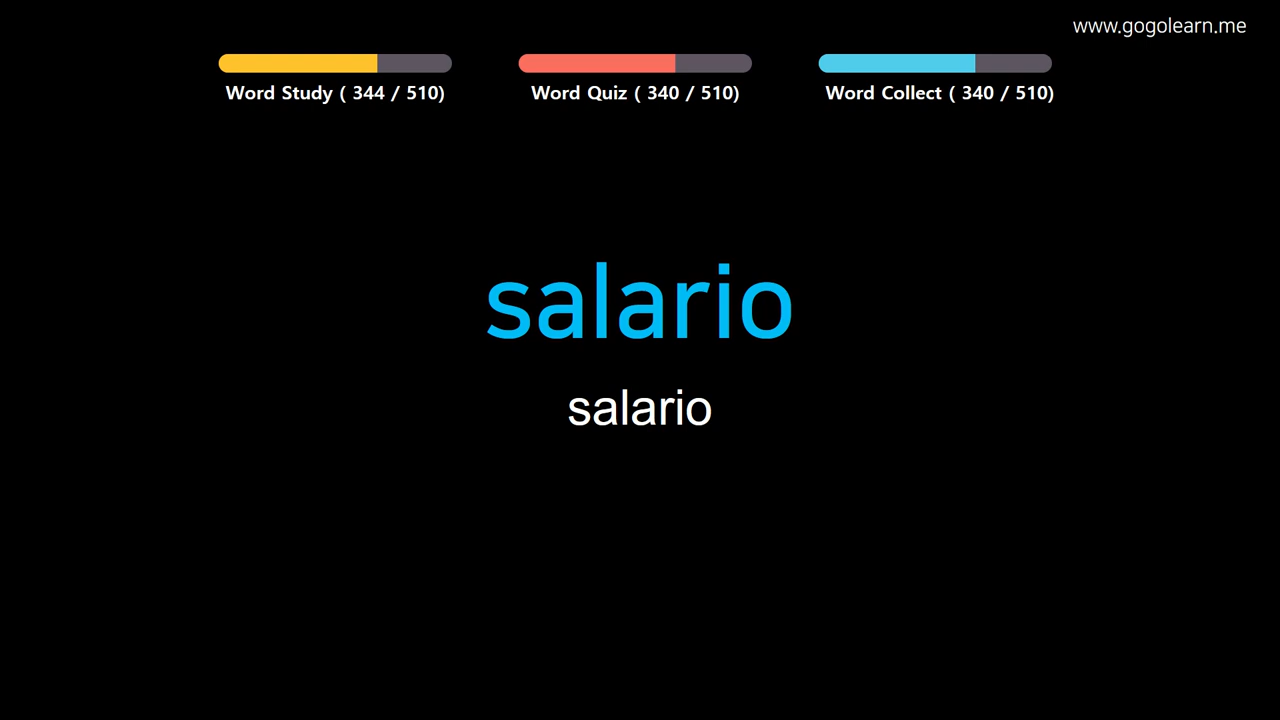 www.gogolearn.me
Word Study ( 344 / 510)
Word Quiz ( 340 / 510)
Word Collect ( 340 / 510)
salario
salario